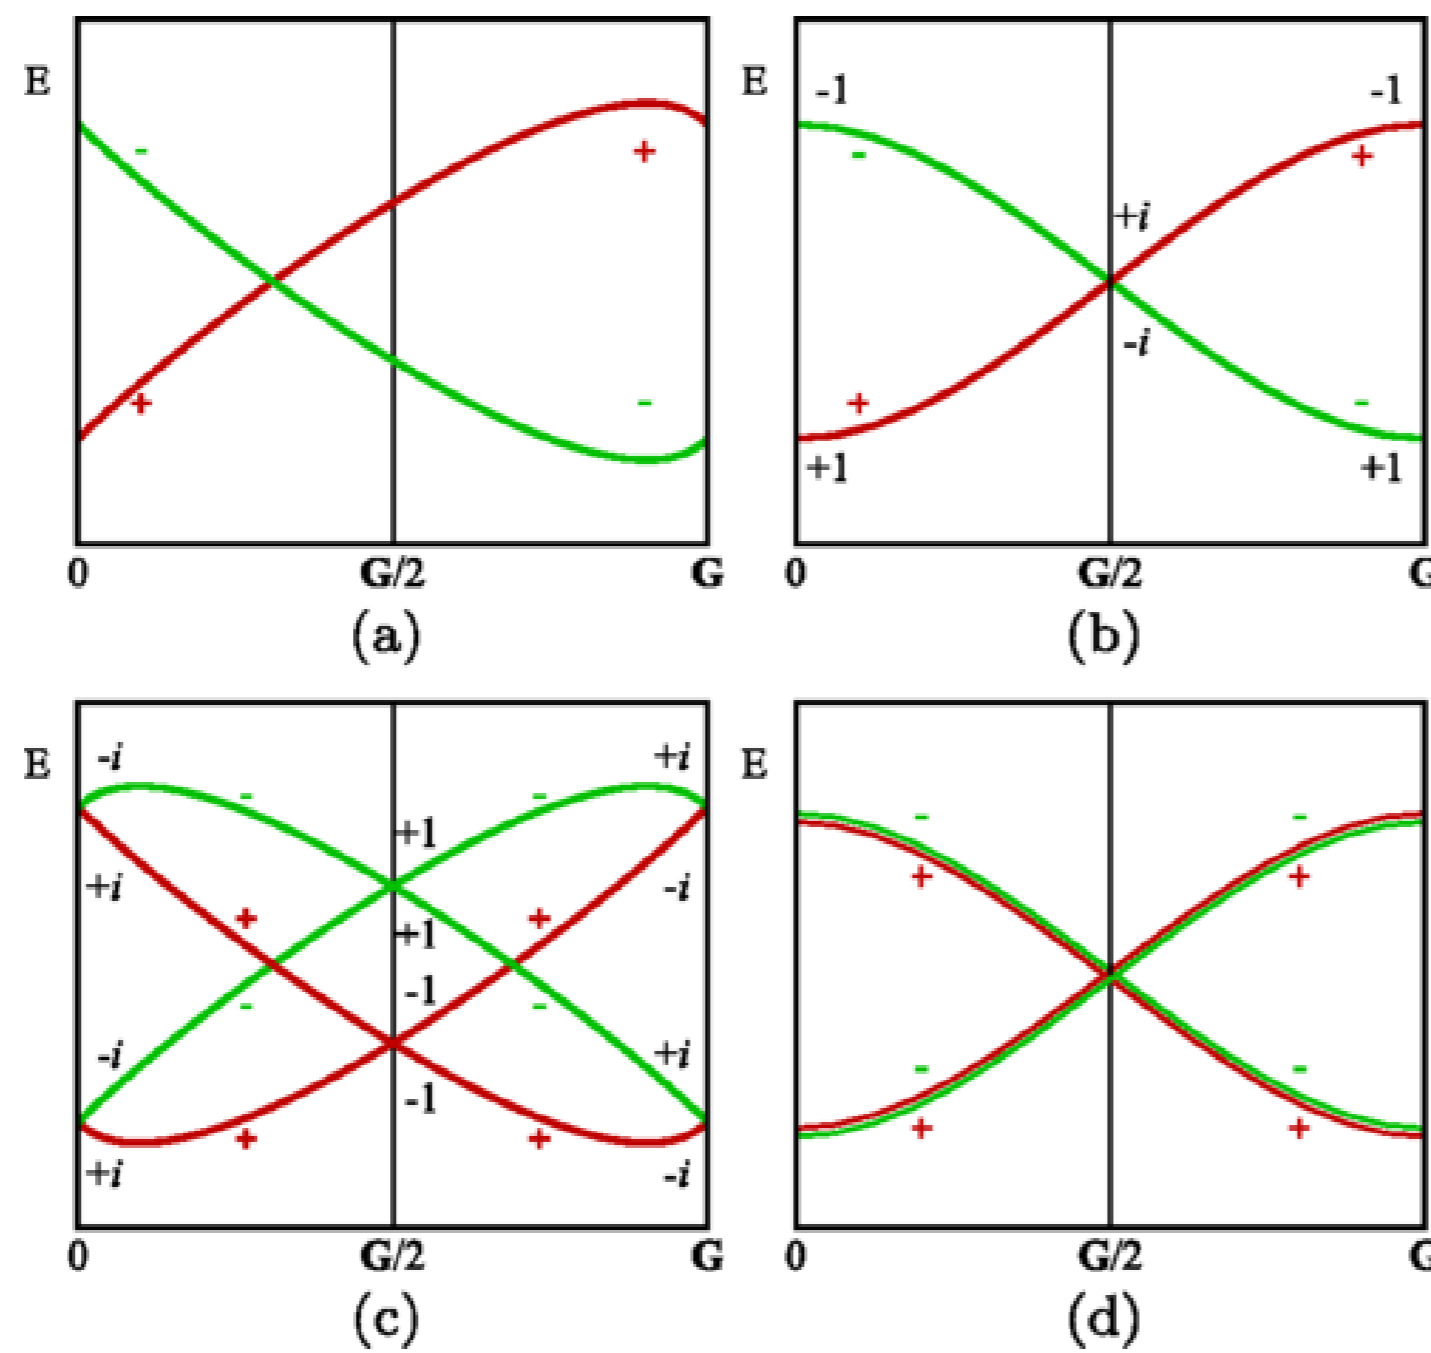 E
-
+
+
-
0 G/2 G
(a)
E
-1 -1
-
+
+i
-i
+
-
+1 +1
0 G/2 G
(b)
E
-i +i
-
-
+1
+i -i
+
+
+1
-1
-
-
-i +i
-1
+
+
+i -i
0 G/2 G
(c)
E
-
-
+
+
-
-
+
+
0 G/2 G
(d)